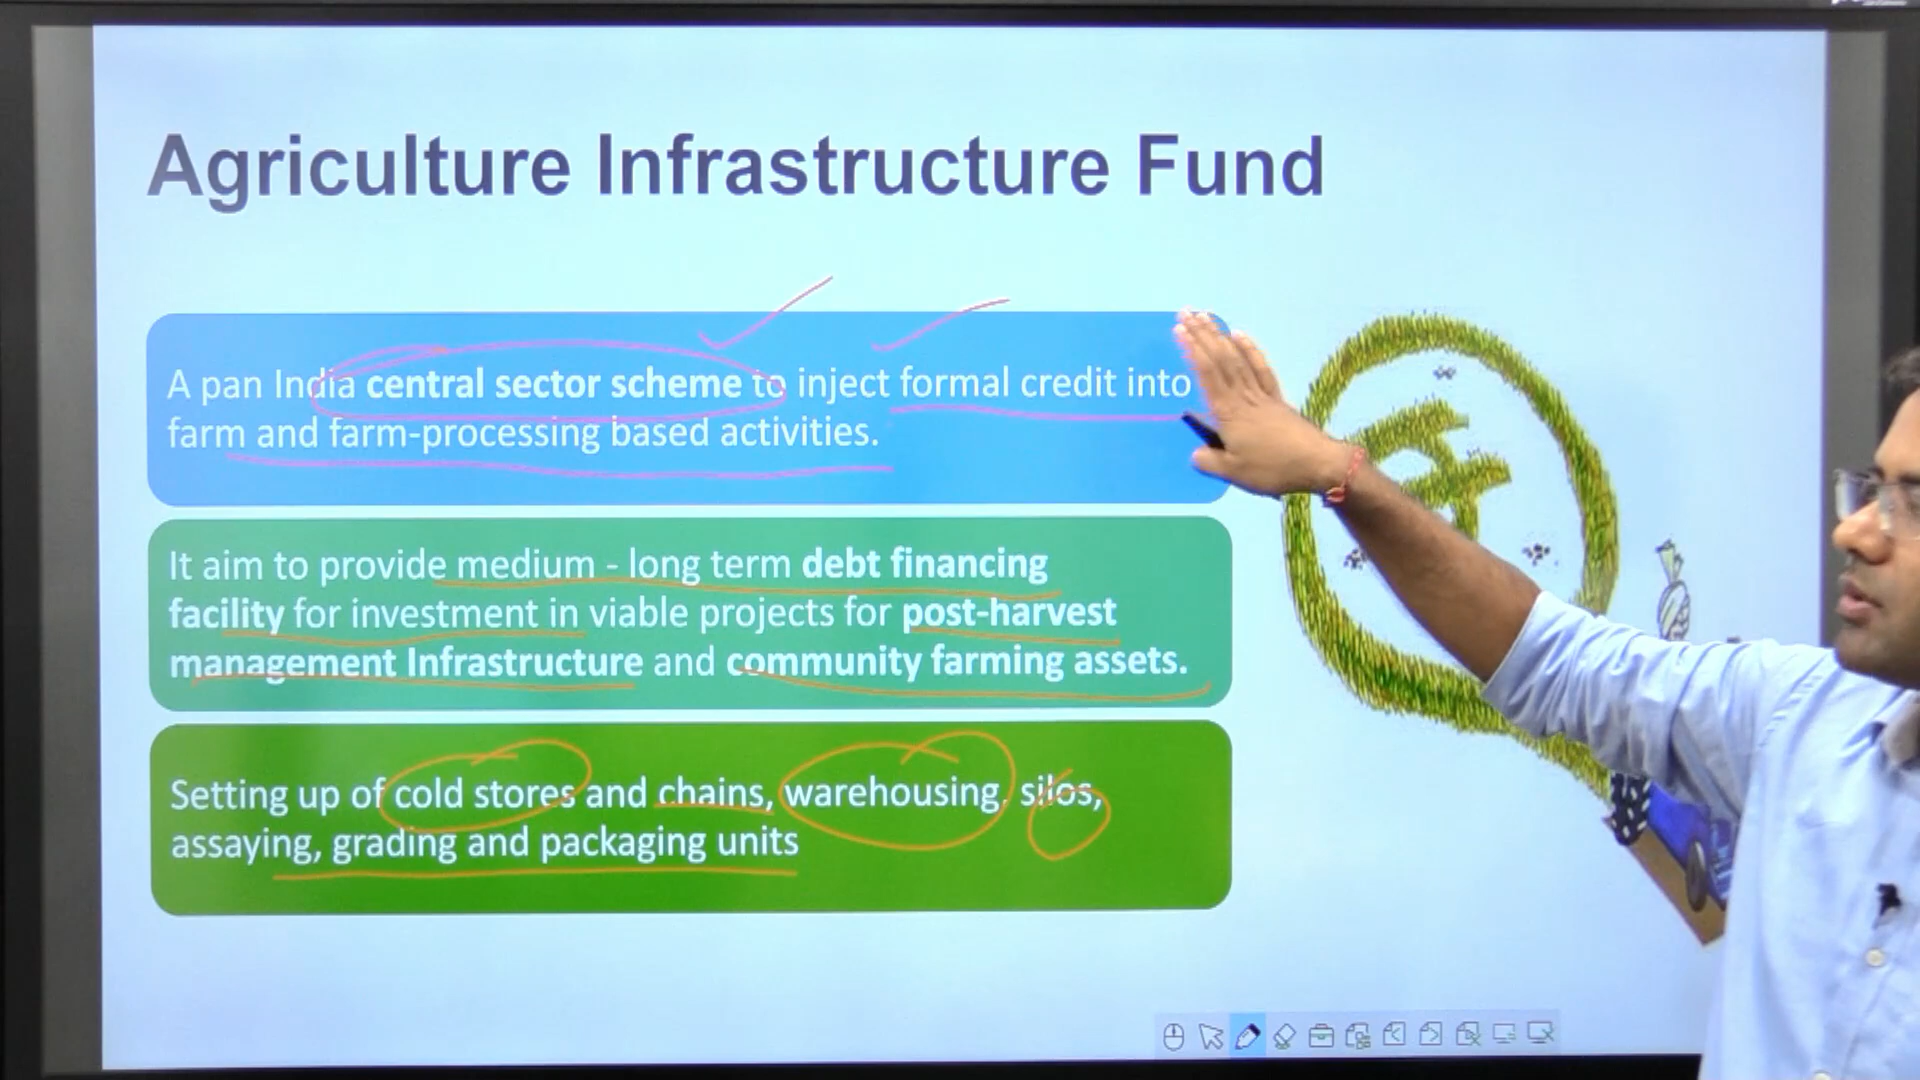 Agriculture Infrastructure Fund
A pan India central sector scheme to inject formal credit into
farm and farm-processing based activities.
It aim to provide medium - long term debt financing
facility for investment in viable projects for post-harvest
management Infrastructure and community farming assets.
Setting up of cold stores and chains, warehousing, silos,
assaying, grading and packaging units